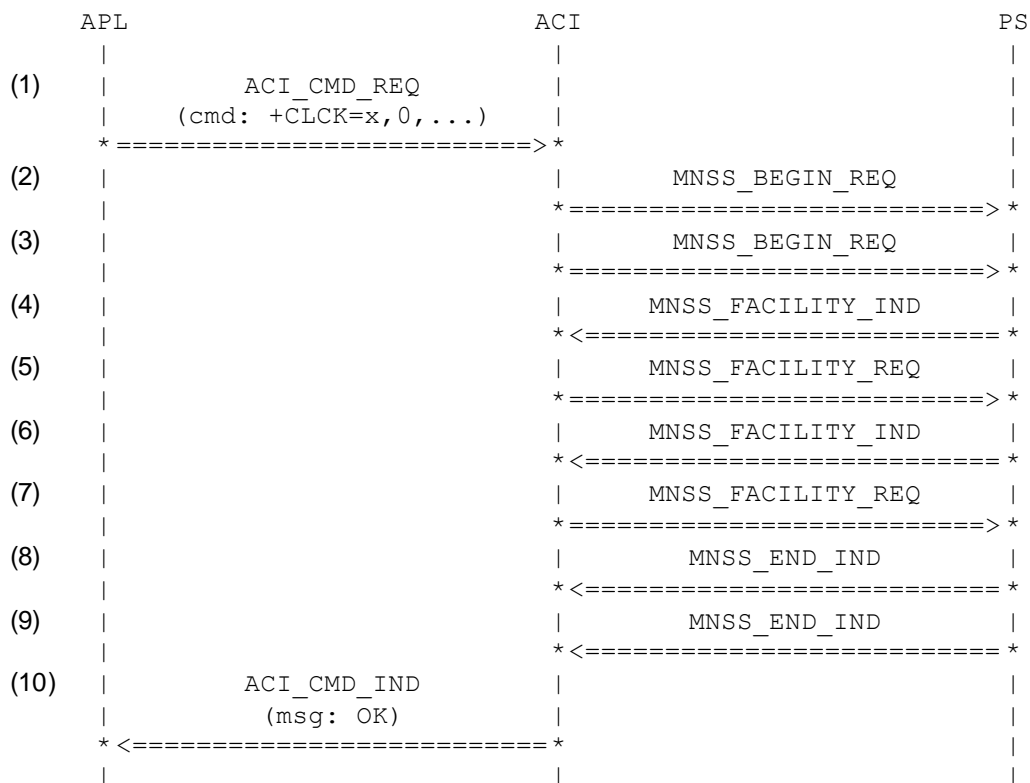 APL ACI PS
(1) ACI_CMD_REQ
(cmd: +CLCK=x,0,...)
(2) MNSS_BEGIN_REQ
(3) MNSS_BEGIN_REQ
(4) MNSS_FACILITY_IND
(5) MNSS_FACILITY_REQ
(6) MNSS_FACILITY_IND
(7) MNSS_FACILITY_REQ
(8) MNSS_END_IND
(9) MNSS_END_IND
(10) ACI_CMD_IND
(msg: OK)